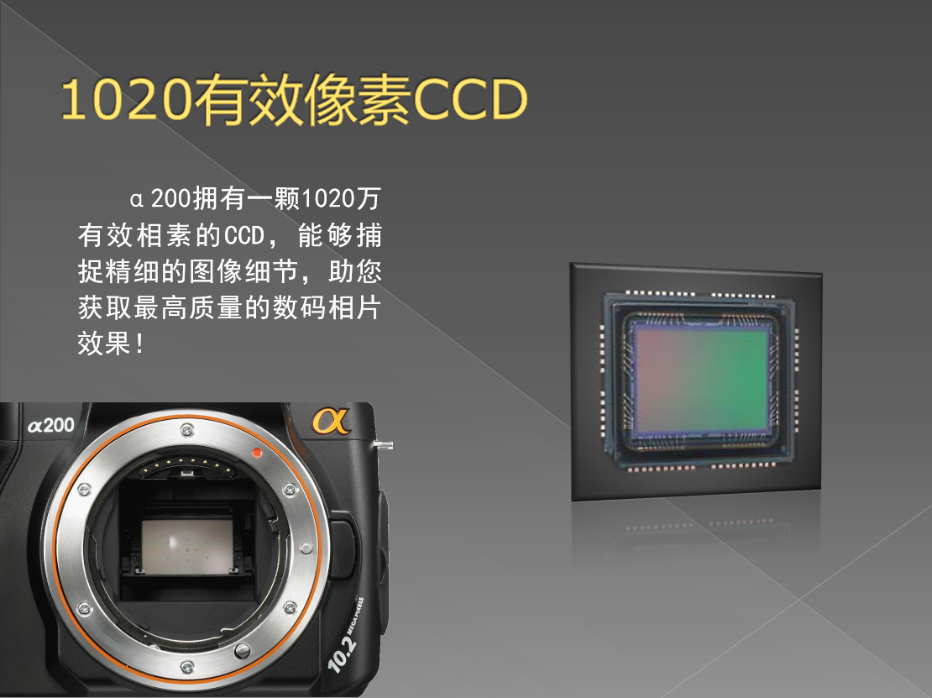 1020有效像素CCD
α200拥有一颗1020万
有效相素的CCD，能够捕
捉精细的图像细节，助您
获取最高质量的数码相片
效果！
α200
α
10.2 MEGA PIXELS